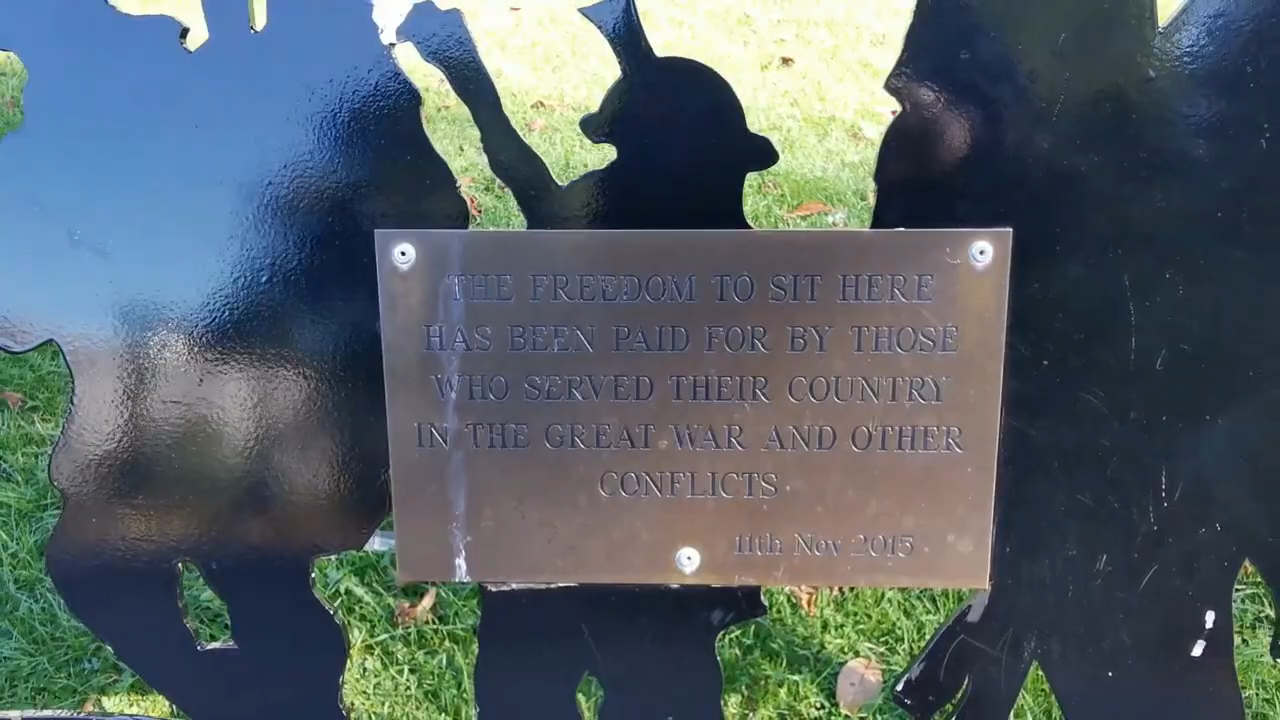 THE FREEDOM TO SIT HERE
HAS BEEN PAID FOR BY THOSE
WHO SERVED THEIR COUNTRY
IN THE GREAT WAR AND OTHER
CONFLICTS
11th Nov 2015